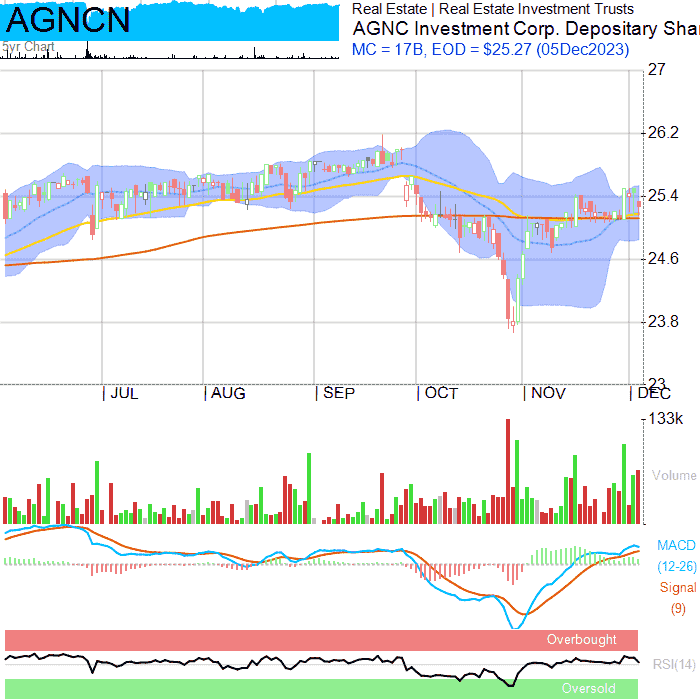 AGNCN
5yr Chart
Real Estate | Real Estate Investment Trusts
AGNC Investment Corp. Depositary Shar
MC = 17B, EOD = $25.27 (05Dec2023)
27
26.2
25.4
24.6
23.8
23
JUL
AUG
SEP
OCT
NOV
DEC
133k
Volume
MACD
(12-26)
Signal
(9)
Overbought
RSI(14)
Oversold